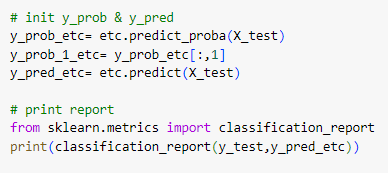 # init y_prob & y_pred
y_prob_etc= etc.predict_proba(X_test)
y_prob_1_etc= y_prob_etc[:,1]
y_pred_etc= etc.predict(X_test)
# print report
from sklearn.metrics import classification_report
print(classification_report(y_test,y_pred_etc))